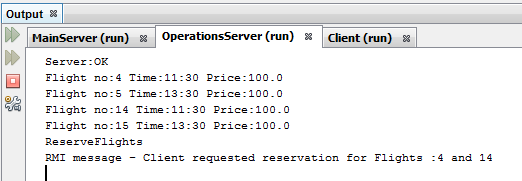 Output
MainServer (run)
OperationsServer (run)
Client (run)
Server:OK
Flight no:4 Time:11:30 Price:100.0
Flight no:5 Time:13:30 Price:100.0
Flight no:14 Time:11:30 Price:100.0
Flight no:15 Time:13:30 Price:100.0
ReserveFlights
RMI message - Client requested reservation for Flights :4 and 14